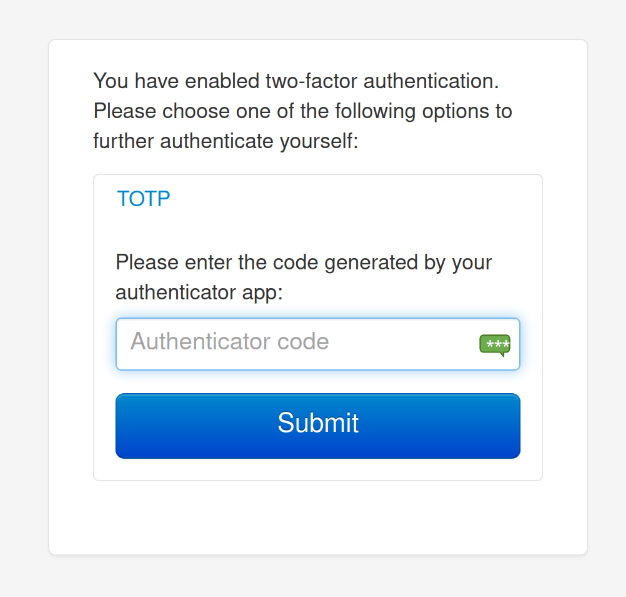 You have enabled two-factor authentication.
Please choose one of the following options to
further authenticate yourself:
TOTP
Please enter the code generated by your
authenticator app:
Authenticator code
***
Submit